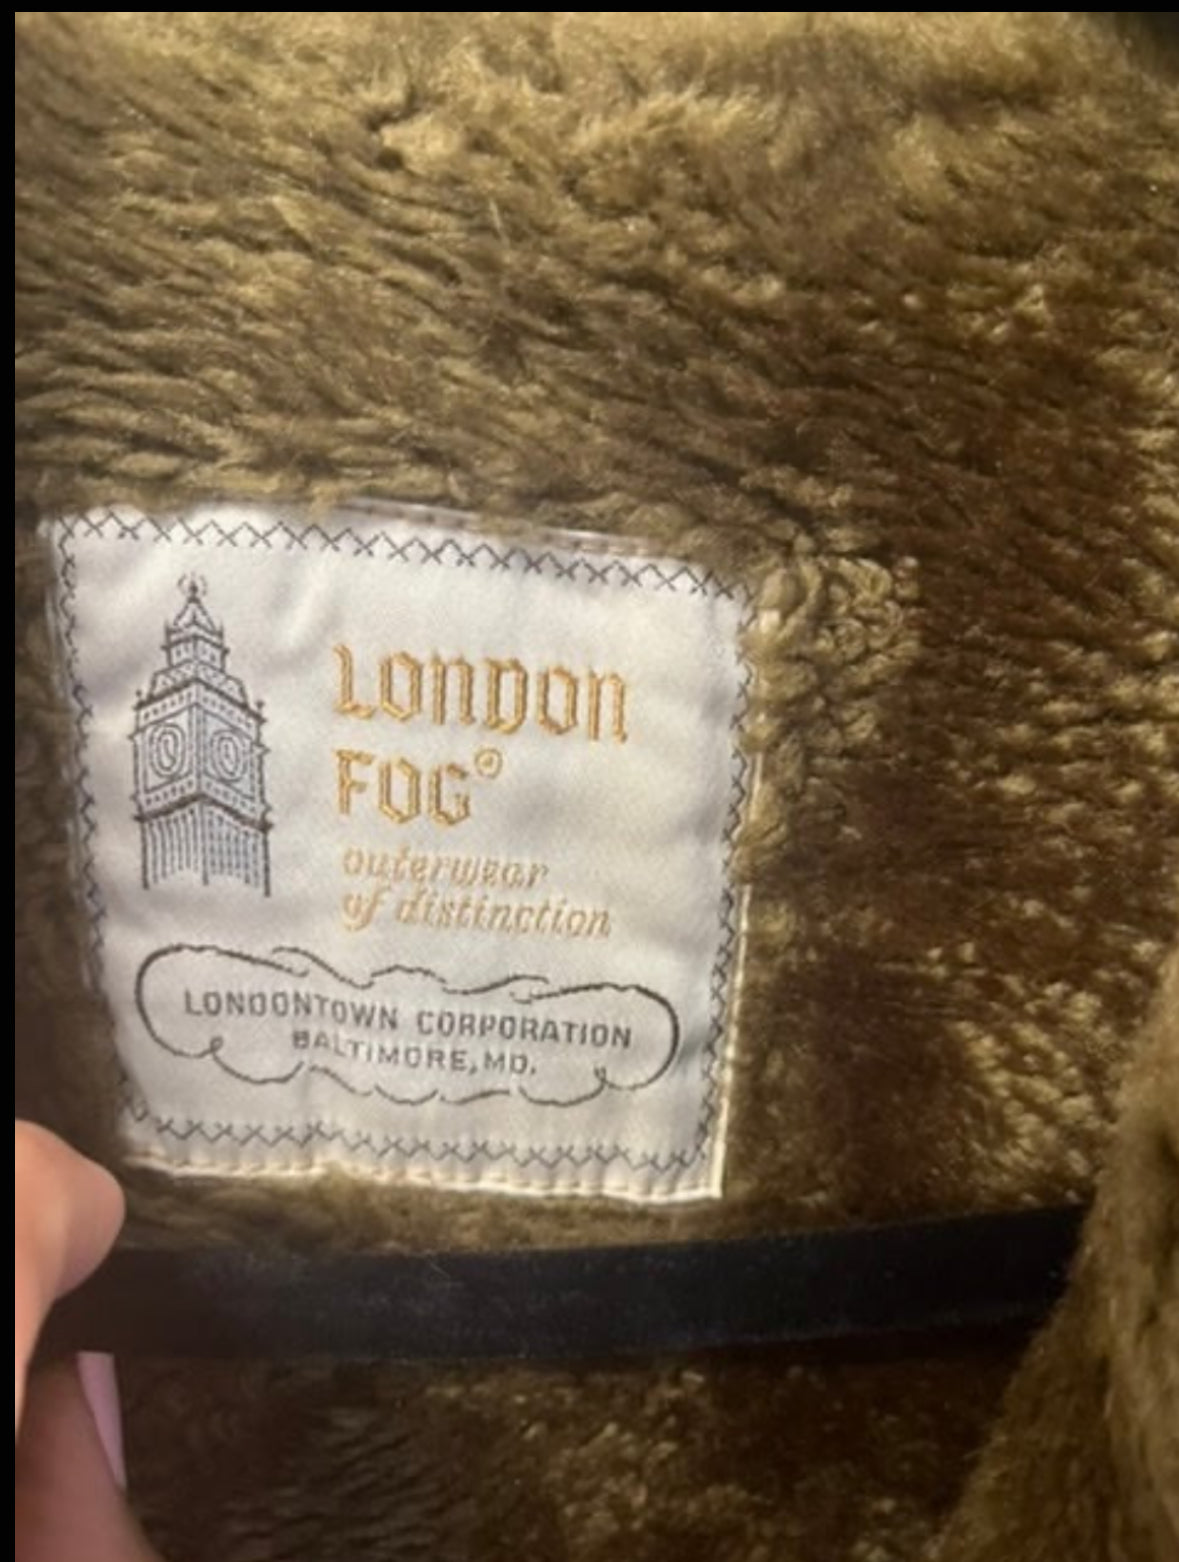 LONDON
FOG®
outerwear
of distinction
LONDONTOWN CORPORATION
BALTIMORE, MD.